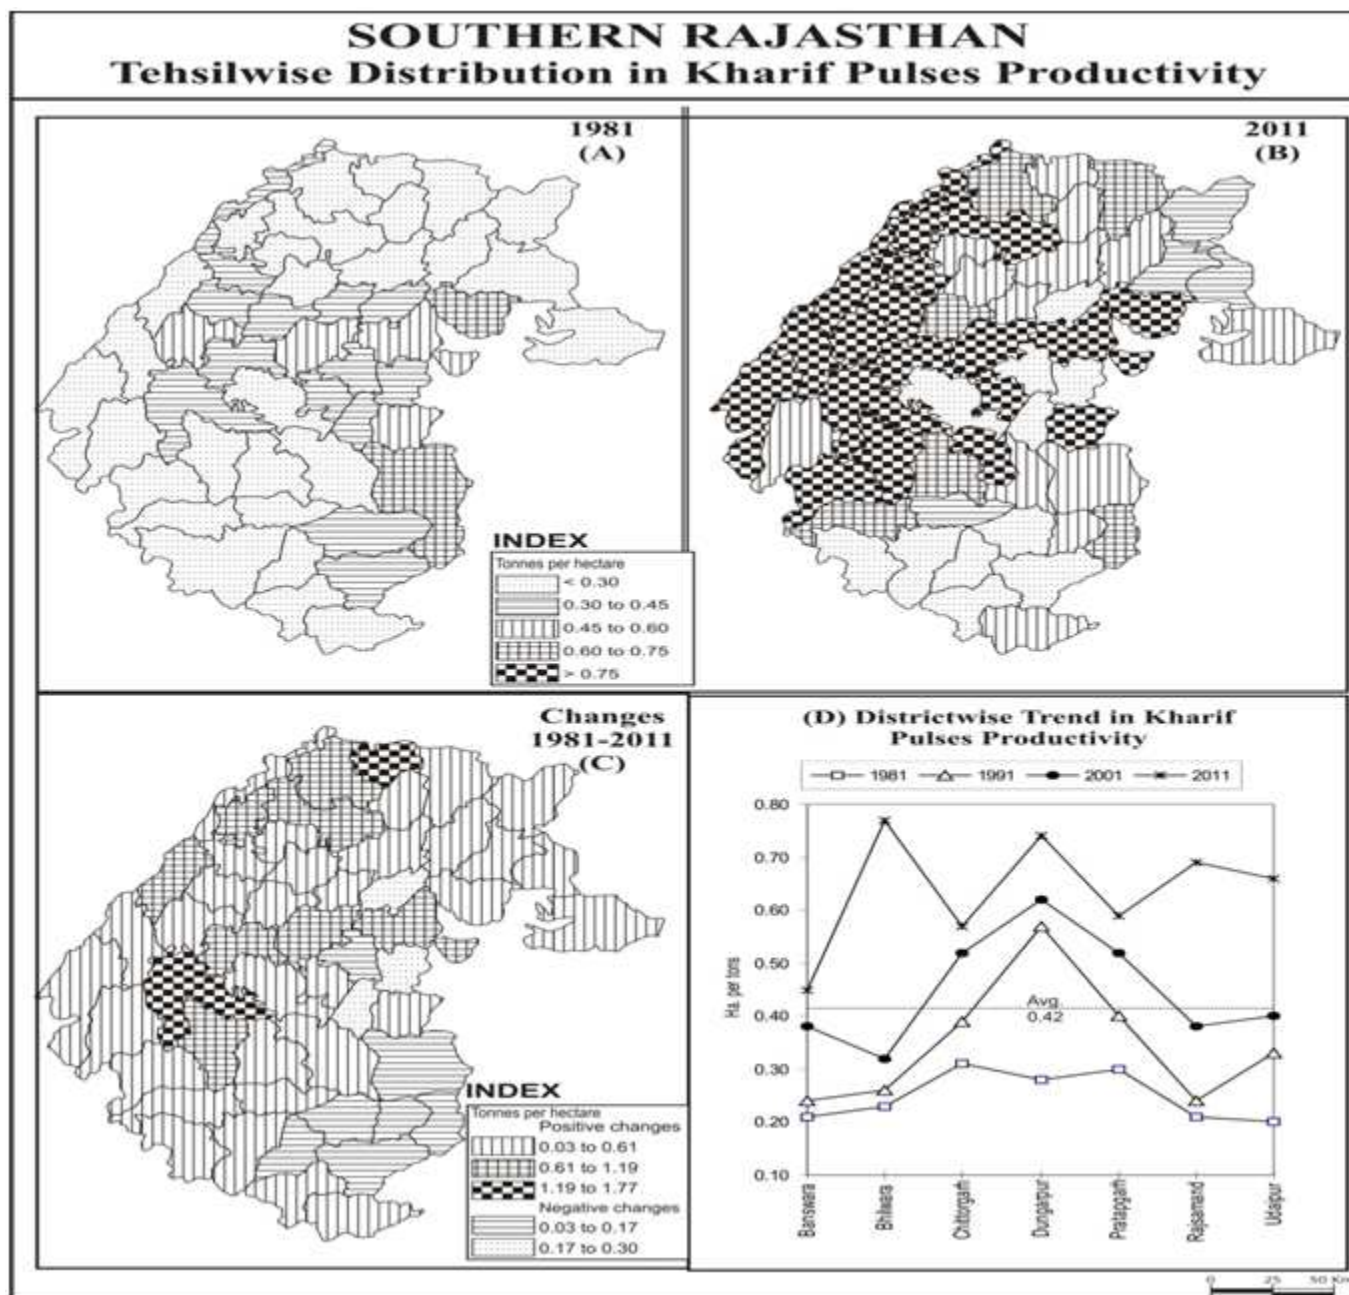 SOUTHERN RAJASTHAN
Tehsilwise Distribution in Kharif Pulses Productivity
1981
(A)
2011
(B)
INDEX
Tonnes per hectare
< 0.30
0.30 to 0.45
0.45 to 0.60
0.60 to 0.75
> 0.75
Changes
1981-2011
(C)
INDEX
Tonnes per hectare
Positive changes
0.03 to 0.61
0.61 to 1.19
1.19 to 1.77
Negative changes
0.03 to 0.17
0.17 to 0.30
(D) Districtwise Trend in Kharif
Pulses Productivity
1981 1991 2001 2011
0.80
0.70
0.60
0.50
0.40
0.30
0.20
0.10
Ha. per tons
Avg.
0.42
Banswara
Bhilwara
Chittorgarh
Dungarpur
Pratapgarh
Rajsamand
Udaipur
0 25 50 Km